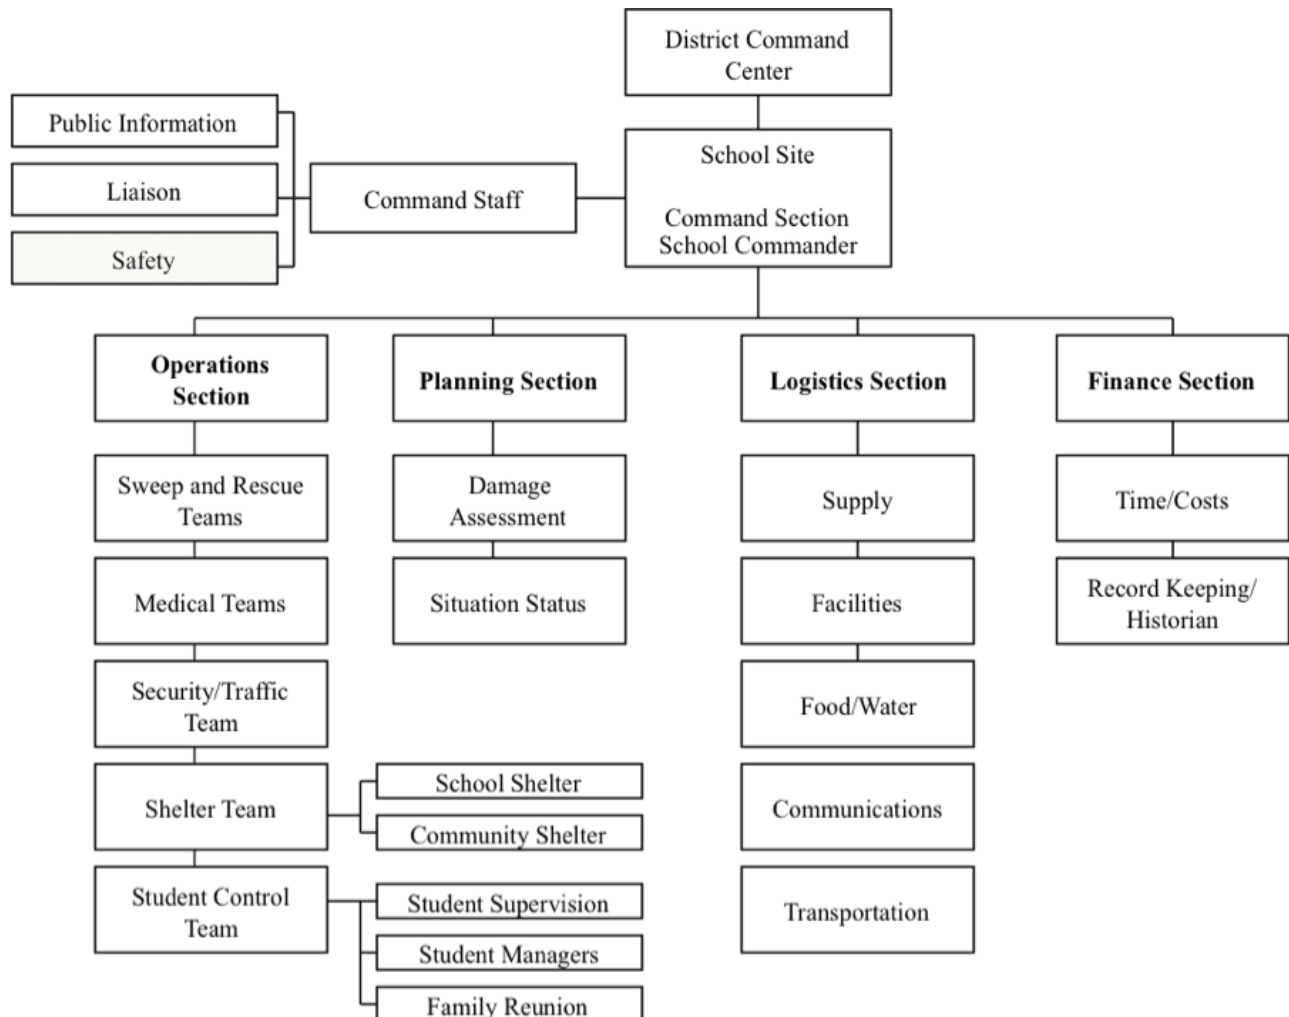 District Command
Center
Public Information
Liaison
Safety
Command Staff
School Site
Command Section
School Commander
Operations
Section
Planning Section
Logistics Section
Finance Section
Sweep and Rescue
Teams
Damage
Assessment
Supply
Time/Costs
Medical Teams
Situation Status
Facilities
Record Keeping/
Historian
Security/Traffic
Team
Food/Water
Shelter Team
School Shelter
Community Shelter
Communications
Student Control
Team
Student Supervision
Student Managers
Family Reunion
Transportation